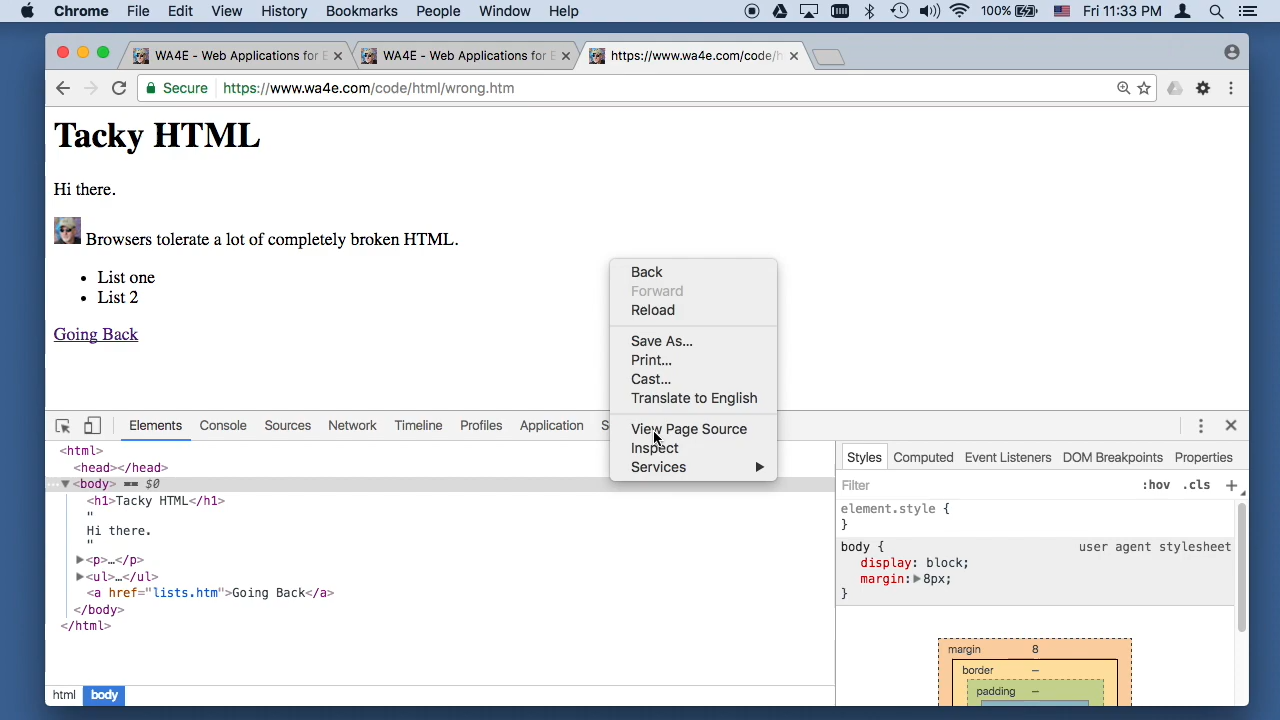 Chrome File Edit View History Bookmarks People Window Help 100% Fri 11:33 PM
WA4E - Web Applications for E WA4E - Web Applications for E https://www.wa4e.com/code/h
Secure https://www.wa4e.com/code/html/wrong.htm
Tacky HTML
Hi there.
Browsers tolerate a lot of completely broken HTML.
• List one
• List 2
Going Back
Back
Forward
Reload
Save As...
Print...
Cast...
Translate to English
View Page Source
Inspect
Services
Elements Console Sources Network Timeline Profiles Application S
<html>
<head></head>
<body> == $0
<h1>Tacky HTML</h1>
"
Hi there.
"
<p>…</p>
<ul>…</ul>
<a href="lists.htm">Going Back</a>
</body>
</html>
html body
Styles Computed Event Listeners DOM Breakpoints Properties
Filter :hov .cls +
element.style {
}
body { user agent stylesheet
display: block;
margin: 8px;
}
margin 8
border –
padding –